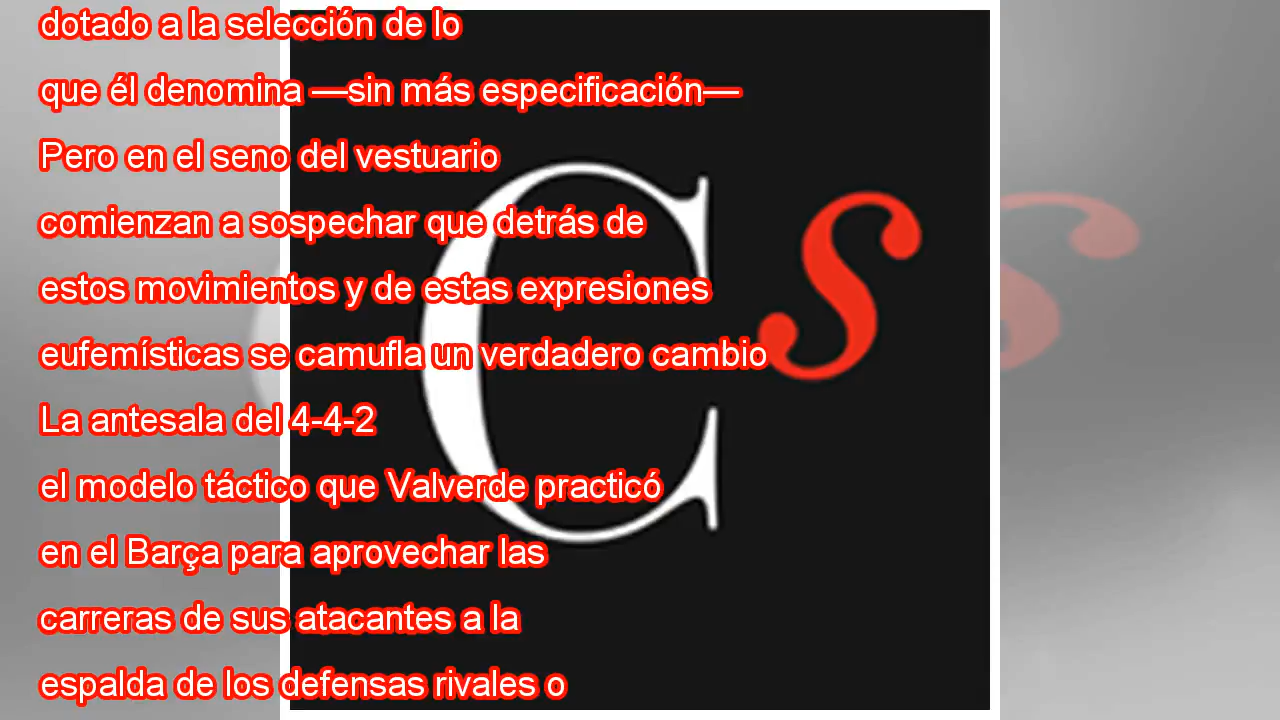 dotado a la selección de lo
que él denomina —sin más especificación—
Pero en el seno del vestuario
comienzan a sospechar que detrás de
estos movimientos y de estas expresiones
eufemísticas se camufla un verdadero cambio
La antesala del 4-4-2
el modelo táctico que Valverde practicó
en el Barça para aprovechar las
carreras de sus atacantes a la
espalda de los defensas rivales o
Cs